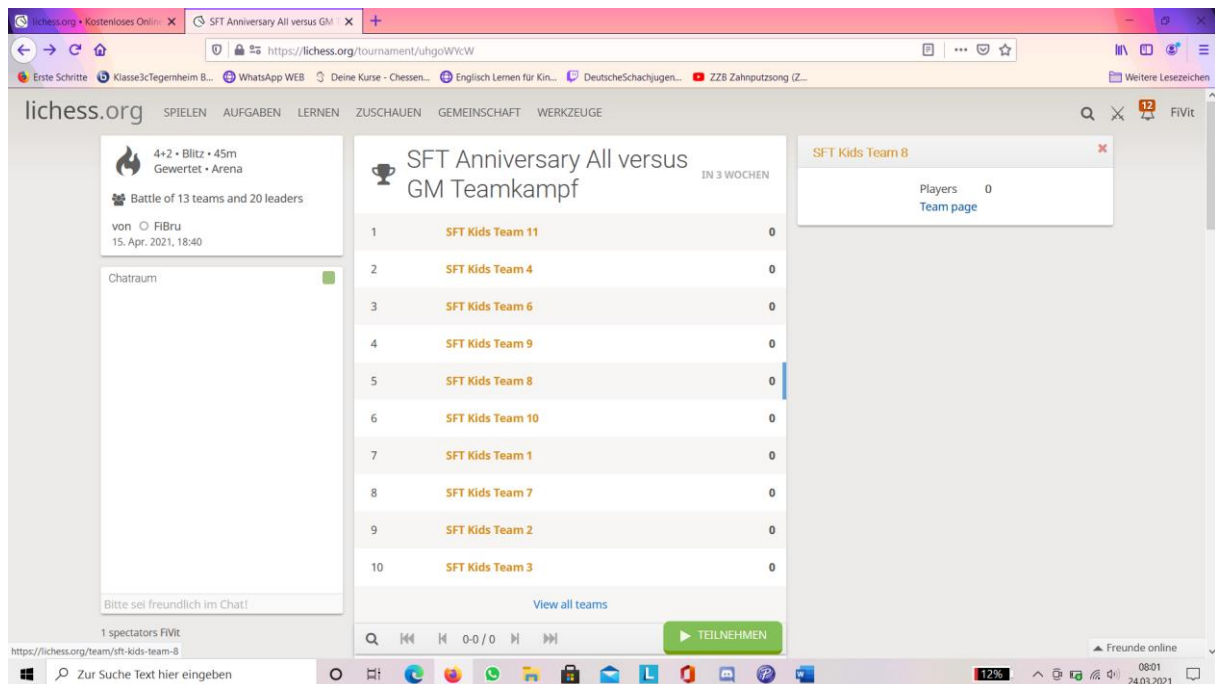 lichess.org • Kostenloses Onlin
SFT Anniversary All versus GM
https://lichess.org/tournament/uhgoWYcW
Erste Schritte
Klasse3cTegernheim B...
WhatsApp WEB
Deine Kurse - Chessen...
Englisch Lernen für Kin...
DeutscheSchachjugen...
ZZB Zahnputzsong (Z...
Weitere Lesezeichen
lichess.org
SPIELEN
AUFGABEN
LERNEN
ZUSCHAUEN
GEMEINSCHAFT
WERKZEUGE
12
FiVit
4+2 • Blitz • 45m
Gewertet • Arena
Battle of 13 teams and 20 leaders
von FiBru
15. Apr. 2021, 18:40
Chatraum
Bitte sei freundlich im Chat!
1 spectators FiVit
SFT Anniversary All versus
GM Teamkampf
IN 3 WOCHEN
1 SFT Kids Team 11 0
2 SFT Kids Team 4 0
3 SFT Kids Team 6 0
4 SFT Kids Team 9 0
5 SFT Kids Team 8 0
6 SFT Kids Team 10 0
7 SFT Kids Team 1 0
8 SFT Kids Team 7 0
9 SFT Kids Team 2 0
10 SFT Kids Team 3 0
View all teams
0-0 / 0
TEILNEHMEN
SFT Kids Team 8
Players 0
Team page
Freunde online
https://lichess.org/team/sft-kids-team-8
Zur Suche Text hier eingeben
12%
08:01
24.03.2021